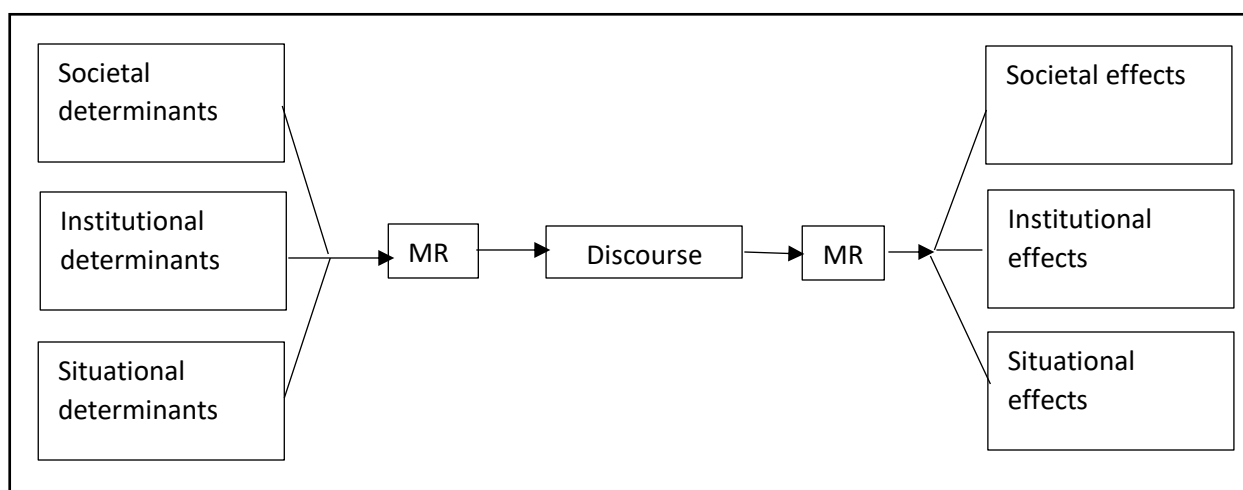 Societal
determinants
Institutional
determinants
Situational
determinants
MR
Discourse
MR
Societal effects
Institutional
effects
Situational
effects